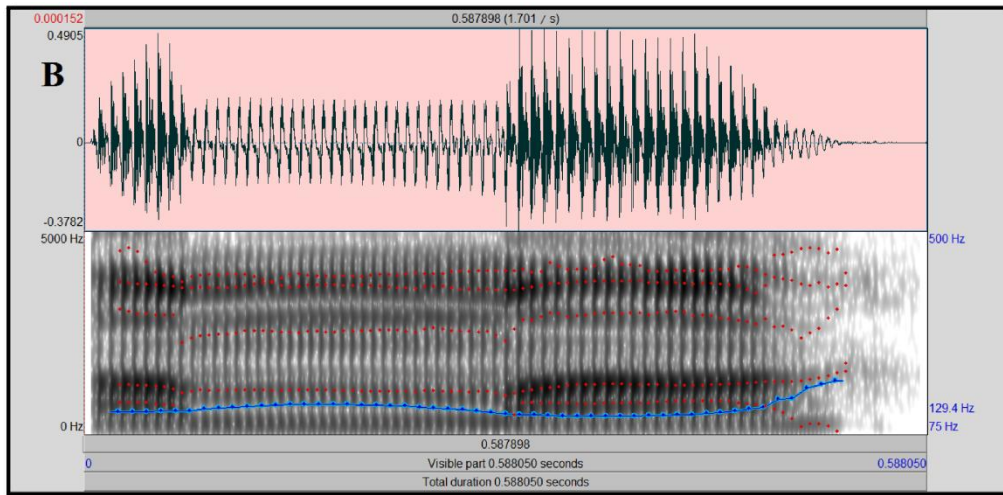 0.000152 0.587898 (1.701 / s)
0.4905
B
0
-0.3782
5000 Hz 500 Hz
129.4 Hz
0 Hz 75 Hz
0.587898
0 Visible part 0.588050 seconds 0.588050
Total duration 0.588050 seconds